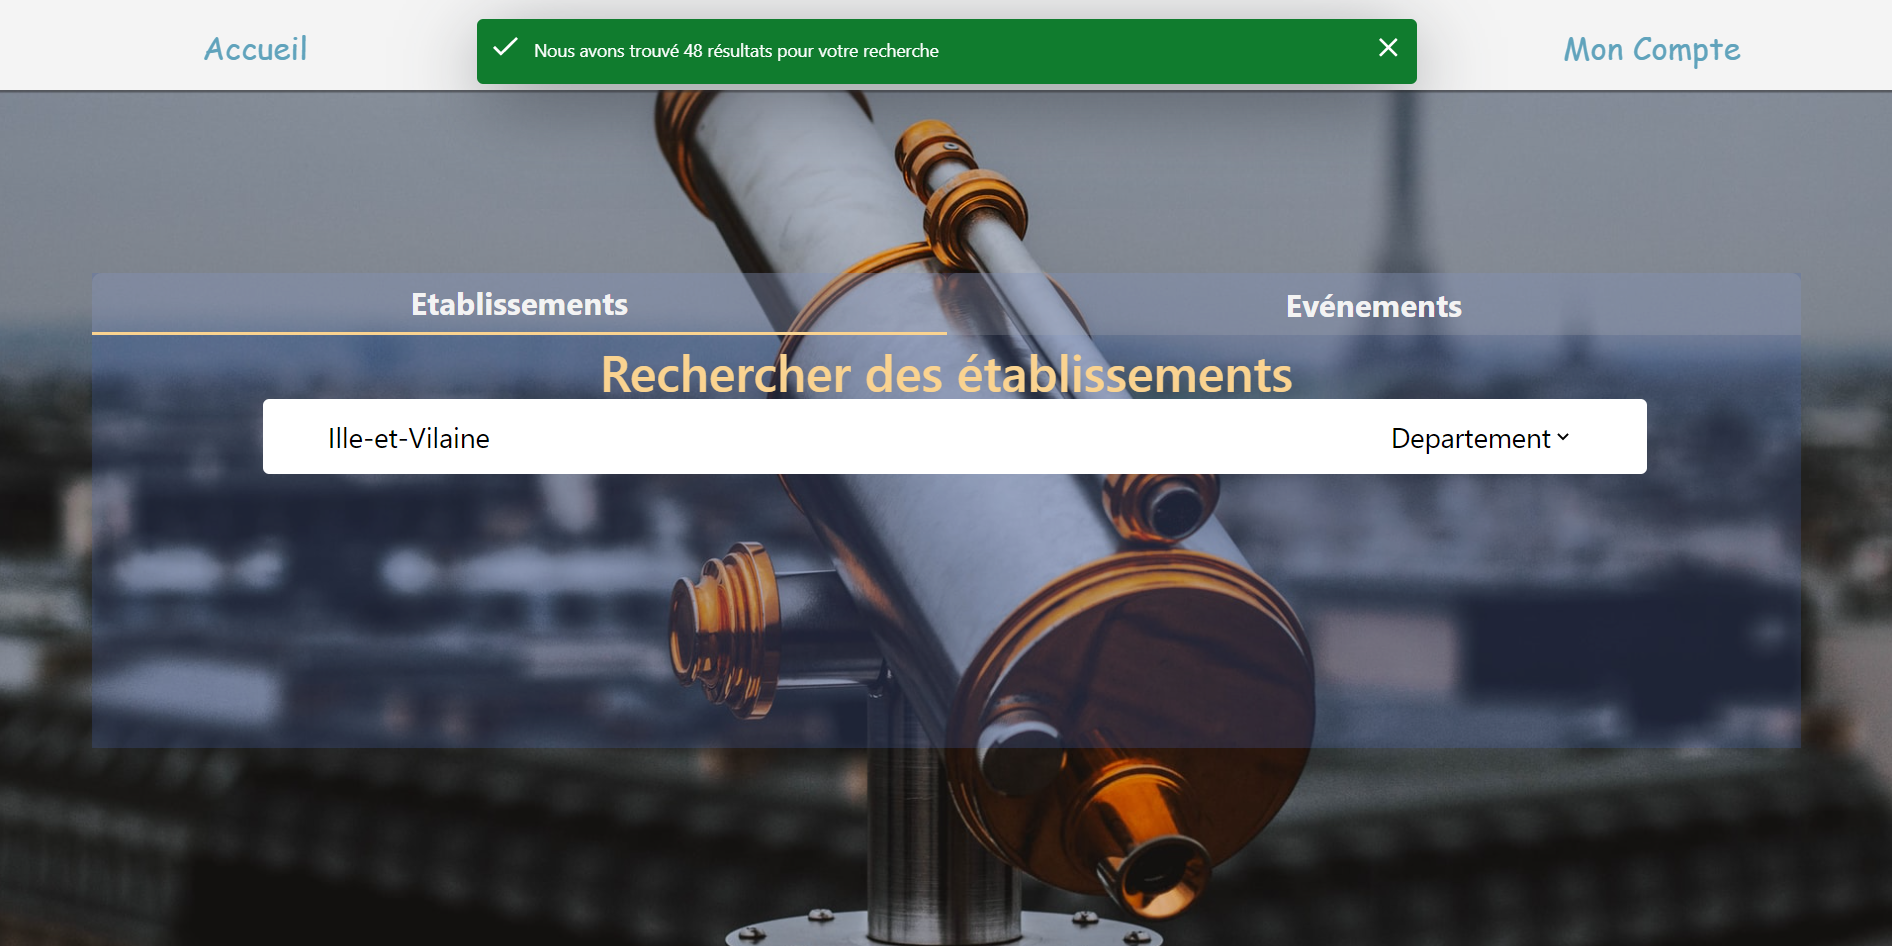 Accueil
Nous avons trouvé 48 résultats pour votre recherche
Mon Compte
Etablissements
Evénements
Rechercher des établissements
Ille-et-Vilaine
Departement